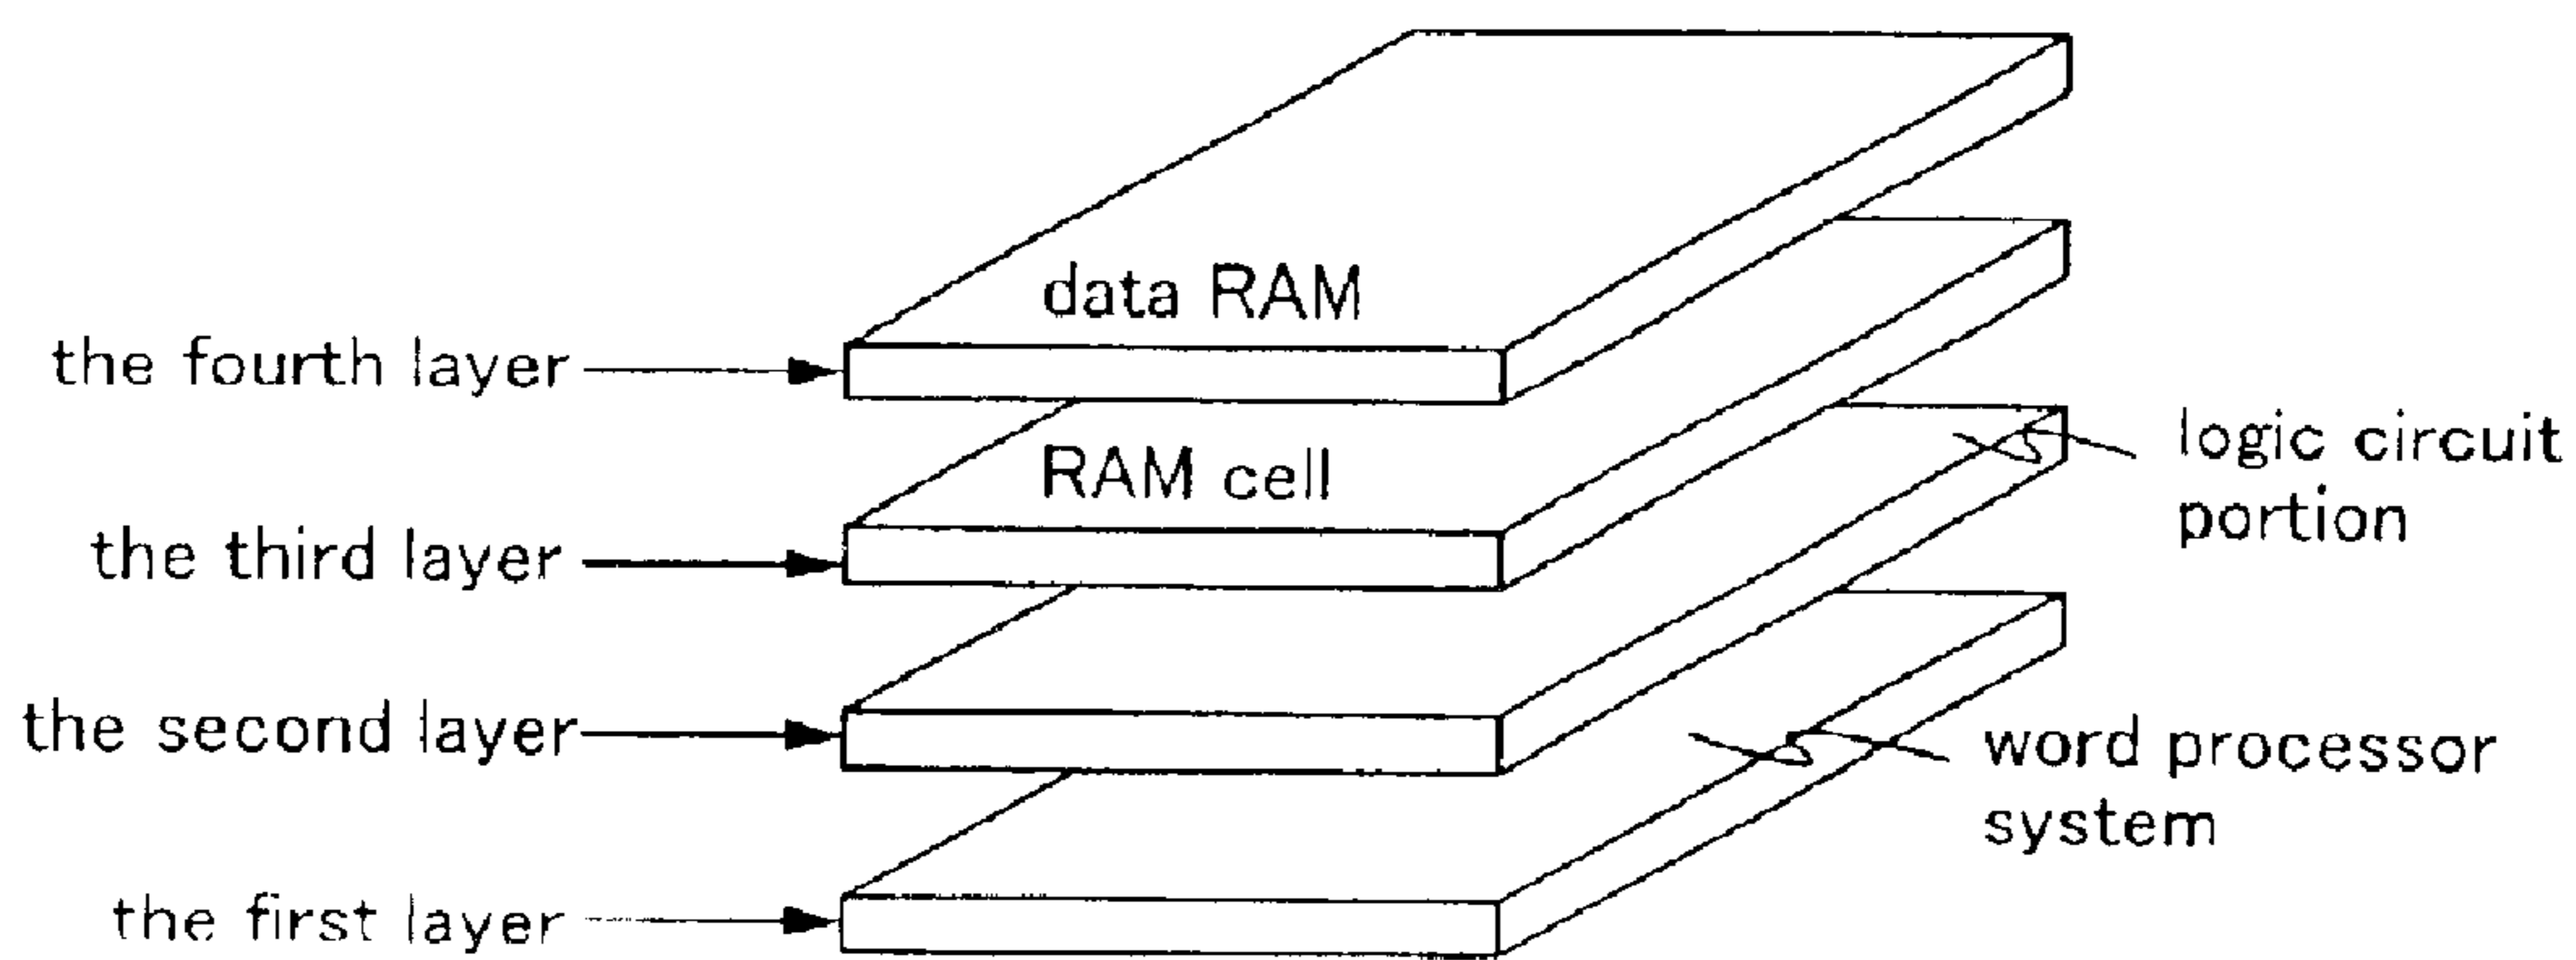 data RAM
the fourth layer
logic circuit
portion
RAM cell
the third layer
the second layer
word processor
system
the first layer